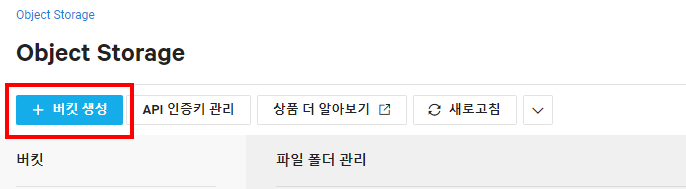 Object Storage
Object Storage
+ 버킷 생성 API 인증키 관리 상품 더 알아보기 새로고침
버킷 파일 폴더 관리